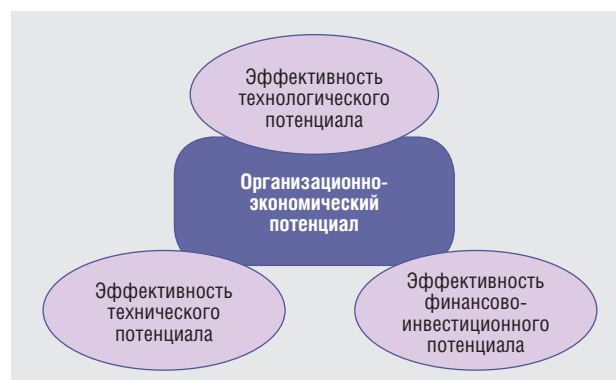 Эффективность
технологического
потенциала
Организационно-
экономический
потенциал
Эффективность
технического
потенциала
Эффективность
финансово-
инвестиционного
потенциала